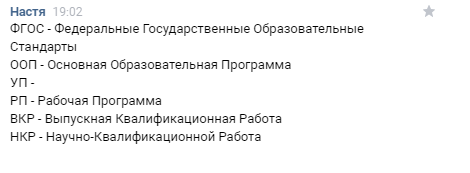 Настя 19:02
ФГОС - Федеральные Государственные Образовательные
Стандарты
ООП - Основная Образовательная Программа
УП -
РП - Рабочая Программа
ВКР - Выпускная Квалификационная Работа
НКР - Научно-Квалификационной Работа